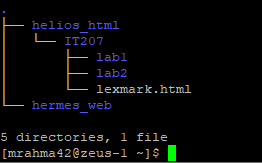 .
├── helios_html
│   └── IT207
│       ├── lab1
│       ├── lab2
│       └── lexmark.html
└── hermes_web

5 directories, 1 file
[mrahma42@zeus-1 ~]$